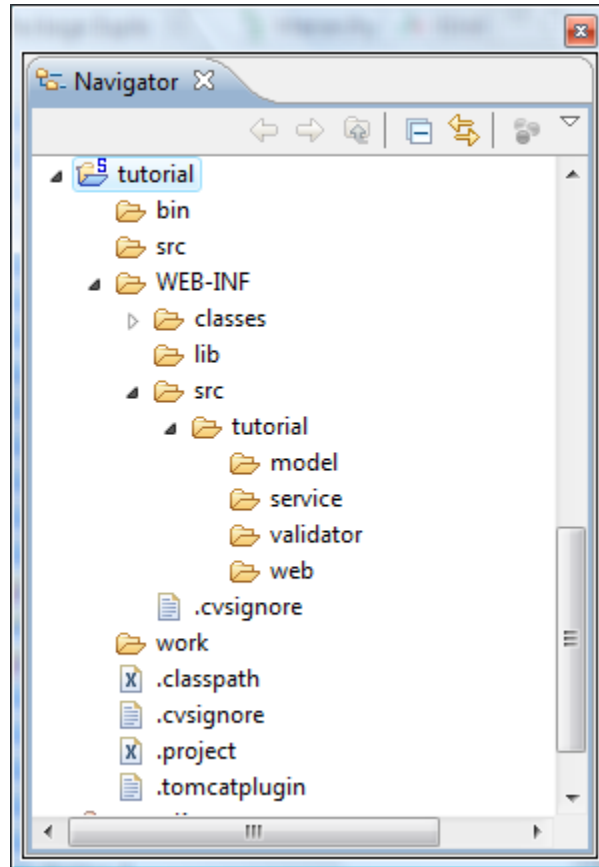 Navigator
tutorial
bin
src
WEB-INF
classes
lib
src
tutorial
model
service
validator
web
.cvsignore
work
.classpath
.cvsignore
.project
.tomcatplugin